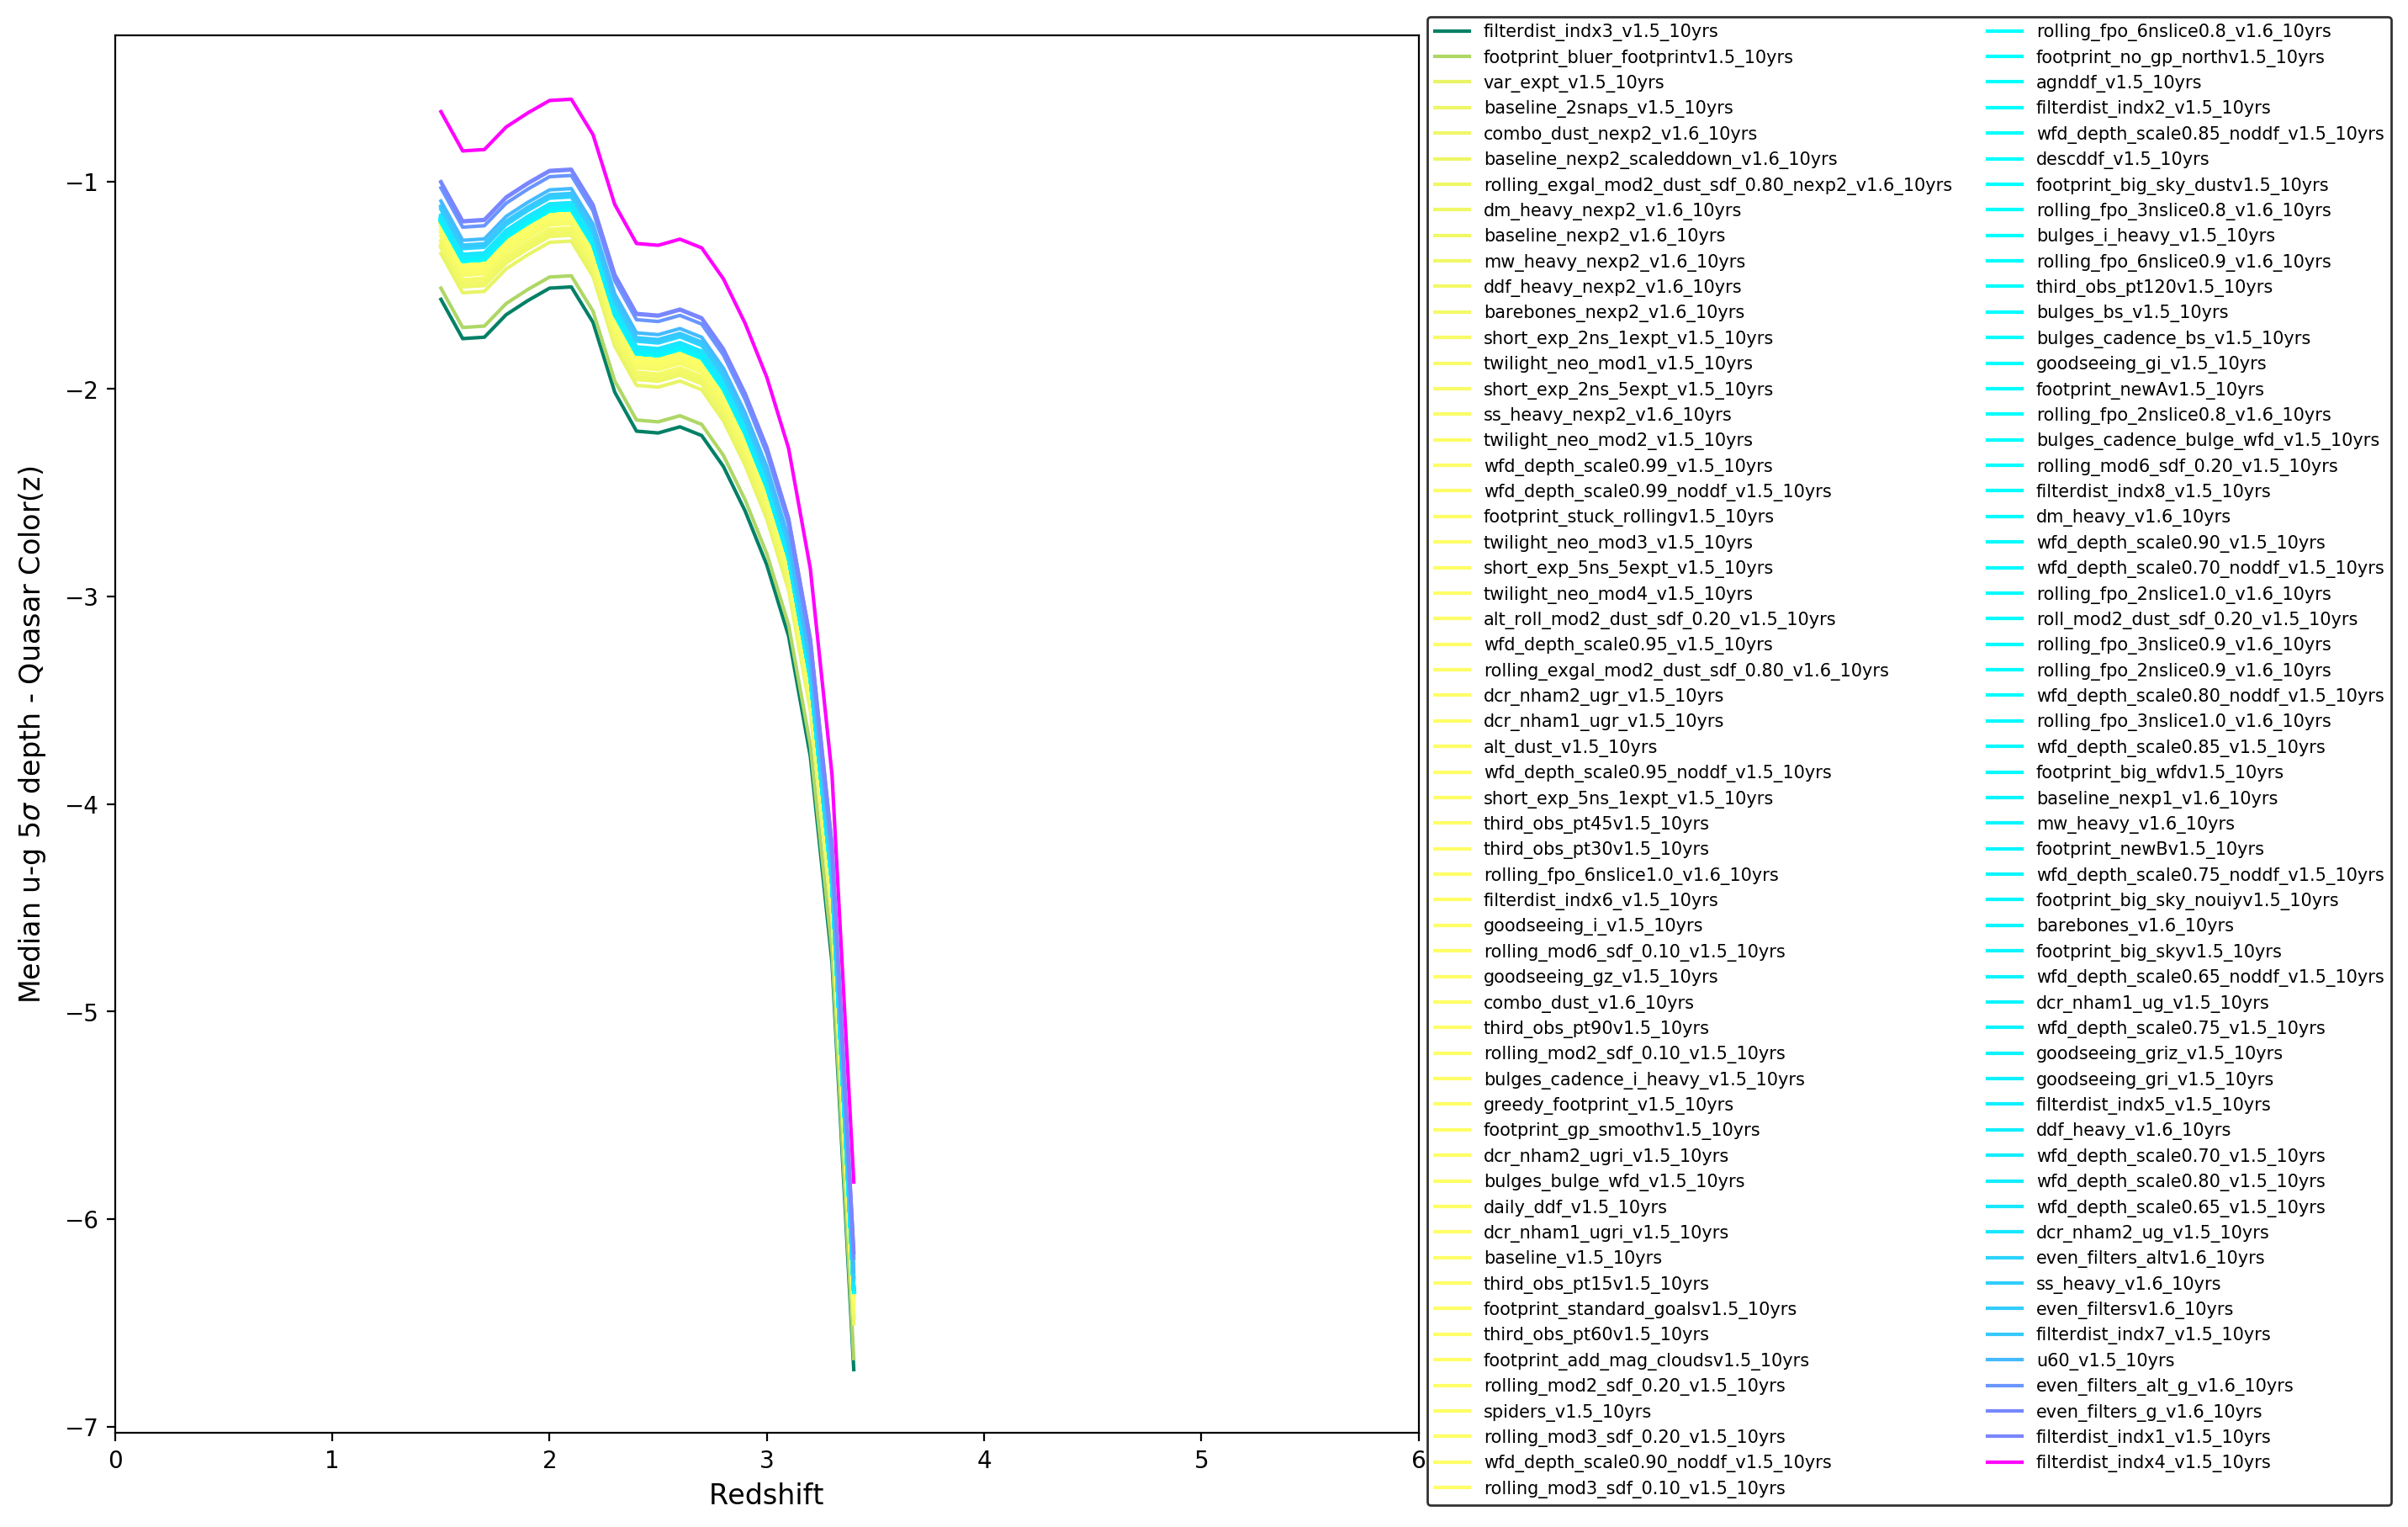 −1
−2
−3
−4
−5
−6
−7
Median u-g 5σ depth - Quasar Color(z)
0
1
2
3
4
5
6
Redshift
filterdist_indx3_v1.5_10yrs
footprint_bluer_footprintv1.5_10yrs
var_expt_v1.5_10yrs
baseline_2snaps_v1.5_10yrs
combo_dust_nexp2_v1.6_10yrs
baseline_nexp2_scaleddown_v1.6_10yrs
rolling_exgal_mod2_dust_sdf_0.80_nexp2_v1.6_10yrs
dm_heavy_nexp2_v1.6_10yrs
baseline_nexp2_v1.6_10yrs
mw_heavy_nexp2_v1.6_10yrs
ddf_heavy_nexp2_v1.6_10yrs
barebones_nexp2_v1.6_10yrs
short_exp_2ns_1expt_v1.5_10yrs
twilight_neo_mod1_v1.5_10yrs
short_exp_2ns_5expt_v1.5_10yrs
ss_heavy_nexp2_v1.6_10yrs
twilight_neo_mod2_v1.5_10yrs
wfd_depth_scale0.99_v1.5_10yrs
wfd_depth_scale0.99_noddf_v1.5_10yrs
footprint_stuck_rollingv1.5_10yrs
twilight_neo_mod3_v1.5_10yrs
short_exp_5ns_5expt_v1.5_10yrs
twilight_neo_mod4_v1.5_10yrs
alt_roll_mod2_dust_sdf_0.20_v1.5_10yrs
wfd_depth_scale0.95_v1.5_10yrs
rolling_exgal_mod2_dust_sdf_0.80_v1.6_10yrs
dcr_nham2_ugr_v1.5_10yrs
dcr_nham1_ugr_v1.5_10yrs
alt_dust_v1.5_10yrs
wfd_depth_scale0.95_noddf_v1.5_10yrs
short_exp_5ns_1expt_v1.5_10yrs
third_obs_pt45v1.5_10yrs
third_obs_pt30v1.5_10yrs
rolling_fpo_6nslice1.0_v1.6_10yrs
filterdist_indx6_v1.5_10yrs
goodseeing_i_v1.5_10yrs
rolling_mod6_sdf_0.10_v1.5_10yrs
goodseeing_gz_v1.5_10yrs
combo_dust_v1.6_10yrs
third_obs_pt90v1.5_10yrs
rolling_mod2_sdf_0.10_v1.5_10yrs
bulges_cadence_i_heavy_v1.5_10yrs
greedy_footprint_v1.5_10yrs
footprint_gp_smoothv1.5_10yrs
dcr_nham2_ugri_v1.5_10yrs
bulges_bulge_wfd_v1.5_10yrs
daily_ddf_v1.5_10yrs
dcr_nham1_ugri_v1.5_10yrs
baseline_v1.5_10yrs
third_obs_pt15v1.5_10yrs
footprint_standard_goalsv1.5_10yrs
third_obs_pt60v1.5_10yrs
footprint_add_mag_cloudsv1.5_10yrs
rolling_mod2_sdf_0.20_v1.5_10yrs
spiders_v1.5_10yrs
rolling_mod3_sdf_0.20_v1.5_10yrs
wfd_depth_scale0.90_noddf_v1.5_10yrs
rolling_mod3_sdf_0.10_v1.5_10yrs
rolling_fpo_6nslice0.8_v1.6_10yrs
footprint_no_gp_northv1.5_10yrs
agnddf_v1.5_10yrs
filterdist_indx2_v1.5_10yrs
wfd_depth_scale0.85_noddf_v1.5_10yrs
descddf_v1.5_10yrs
footprint_big_sky_dustv1.5_10yrs
rolling_fpo_3nslice0.8_v1.6_10yrs
bulges_i_heavy_v1.5_10yrs
rolling_fpo_6nslice0.9_v1.6_10yrs
third_obs_pt120v1.5_10yrs
bulges_bs_v1.5_10yrs
bulges_cadence_bs_v1.5_10yrs
goodseeing_gi_v1.5_10yrs
footprint_newAv1.5_10yrs
rolling_fpo_2nslice0.8_v1.6_10yrs
bulges_cadence_bulge_wfd_v1.5_10yrs
rolling_mod6_sdf_0.20_v1.5_10yrs
filterdist_indx8_v1.5_10yrs
dm_heavy_v1.6_10yrs
wfd_depth_scale0.90_v1.5_10yrs
wfd_depth_scale0.70_noddf_v1.5_10yrs
rolling_fpo_2nslice1.0_v1.6_10yrs
roll_mod2_dust_sdf_0.20_v1.5_10yrs
rolling_fpo_3nslice0.9_v1.6_10yrs
rolling_fpo_2nslice0.9_v1.6_10yrs
wfd_depth_scale0.80_noddf_v1.5_10yrs
rolling_fpo_3nslice1.0_v1.6_10yrs
wfd_depth_scale0.85_v1.5_10yrs
footprint_big_wfdv1.5_10yrs
baseline_nexp1_v1.6_10yrs
mw_heavy_v1.6_10yrs
footprint_newBv1.5_10yrs
wfd_depth_scale0.75_noddf_v1.5_10yrs
footprint_big_sky_nouiyv1.5_10yrs
barebones_v1.6_10yrs
footprint_big_skyv1.5_10yrs
wfd_depth_scale0.65_noddf_v1.5_10yrs
dcr_nham1_ug_v1.5_10yrs
wfd_depth_scale0.75_v1.5_10yrs
goodseeing_griz_v1.5_10yrs
goodseeing_gri_v1.5_10yrs
filterdist_indx5_v1.5_10yrs
ddf_heavy_v1.6_10yrs
wfd_depth_scale0.70_v1.5_10yrs
wfd_depth_scale0.80_v1.5_10yrs
wfd_depth_scale0.65_v1.5_10yrs
dcr_nham2_ug_v1.5_10yrs
even_filters_altv1.6_10yrs
ss_heavy_v1.6_10yrs
even_filtersv1.6_10yrs
filterdist_indx7_v1.5_10yrs
u60_v1.5_10yrs
even_filters_alt_g_v1.6_10yrs
even_filters_g_v1.6_10yrs
filterdist_indx1_v1.5_10yrs
filterdist_indx4_v1.5_10yrs